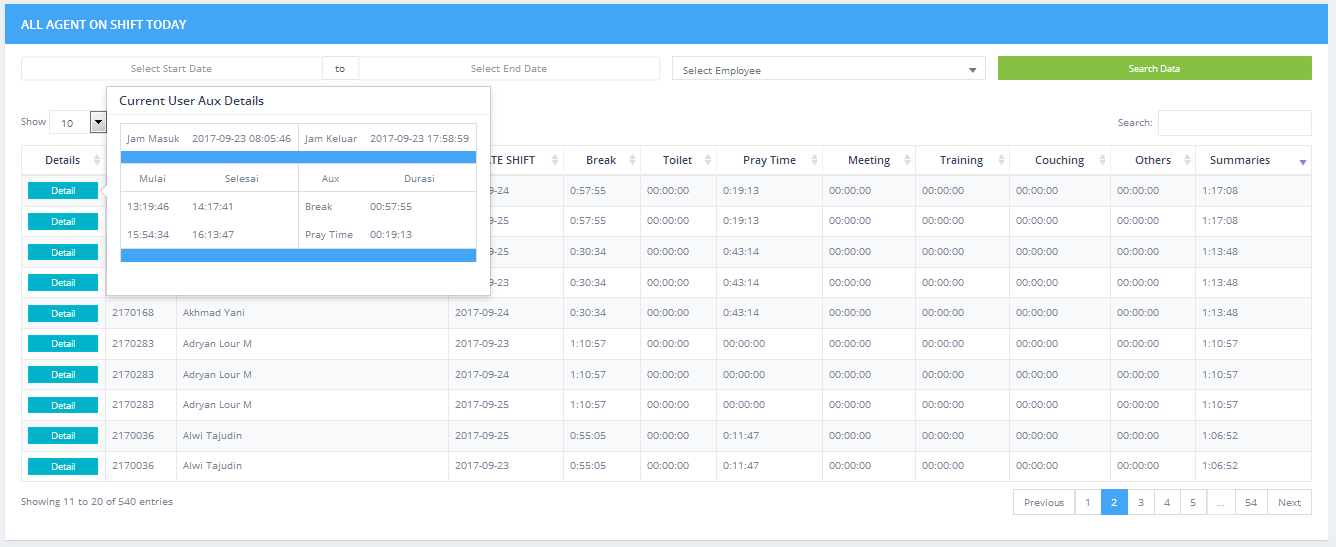 ALL AGENT ON SHIFT TODAY
Select Start Date to Select End Date Select Employee Search Data
Current User Aux Details
Show 10 Search:
Jam Masuk 2017-09-23 08:05:46 Jam Keluar 2017-09-23 17:58:59
Details ATE SHIFT Break Toilet Pray Time Meeting Training Couching Others Summaries
Mulai Selesai Aux Durasi
Detail 09-24 0:57:55 00:00:00 0:19:13 00:00:00 00:00:00 00:00:00 00:00:00 1:17:08
13:19:46 14:17:41 Break 00:57:55
Detail 09-25 0:57:55 00:00:00 0:19:13 00:00:00 00:00:00 00:00:00 00:00:00 1:17:08
15:54:34 16:13:47 Pray Time 00:19:13
Detail 09-25 0:30:34 00:00:00 0:43:14 00:00:00 00:00:00 00:00:00 00:00:00 1:13:48
Detail 09-23 0:30:34 00:00:00 0:43:14 00:00:00 00:00:00 00:00:00 00:00:00 1:13:48
Detail 2170168 Akhmad Yani 2017-09-24 0:30:34 00:00:00 0:43:14 00:00:00 00:00:00 00:00:00 00:00:00 1:13:48
Detail 2170283 Adryan Lour M 2017-09-23 1:10:57 00:00:00 00:00:00 00:00:00 00:00:00 00:00:00 00:00:00 1:10:57
Detail 2170283 Adryan Lour M 2017-09-24 1:10:57 00:00:00 00:00:00 00:00:00 00:00:00 00:00:00 00:00:00 1:10:57
Detail 2170283 Adryan Lour M 2017-09-25 1:10:57 00:00:00 00:00:00 00:00:00 00:00:00 00:00:00 00:00:00 1:10:57
Detail 2170036 Alwi Tajudin 2017-09-25 0:55:05 00:00:00 0:11:47 00:00:00 00:00:00 00:00:00 00:00:00 1:06:52
Detail 2170036 Alwi Tajudin 2017-09-23 0:55:05 00:00:00 0:11:47 00:00:00 00:00:00 00:00:00 00:00:00 1:06:52
Showing 11 to 20 of 540 entries Previous 1 2 3 4 5 ... 54 Next